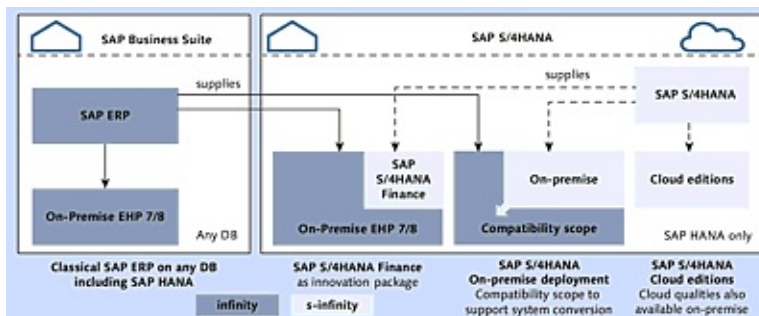 SAP Business Suite
SAP S/4HANA
supplies
supplies
SAP ERP
SAP S/4HANA
SAP
S/4HANA
Finance
On-premise
Cloud editions
On-Premise EHP 7/8
Any DB
On-Premise EHP 7/8
Compatibility scope
SAP HANA only
Classical SAP ERP on any DB
including SAP HANA
SAP S/4HANA Finance
as innovation package
SAP S/4HANA
On-premise deployment
Compatibility scope to
support system conversion
SAP S/4HANA
Cloud editions
Cloud qualities also
available on-premise
infinity
s-infinity